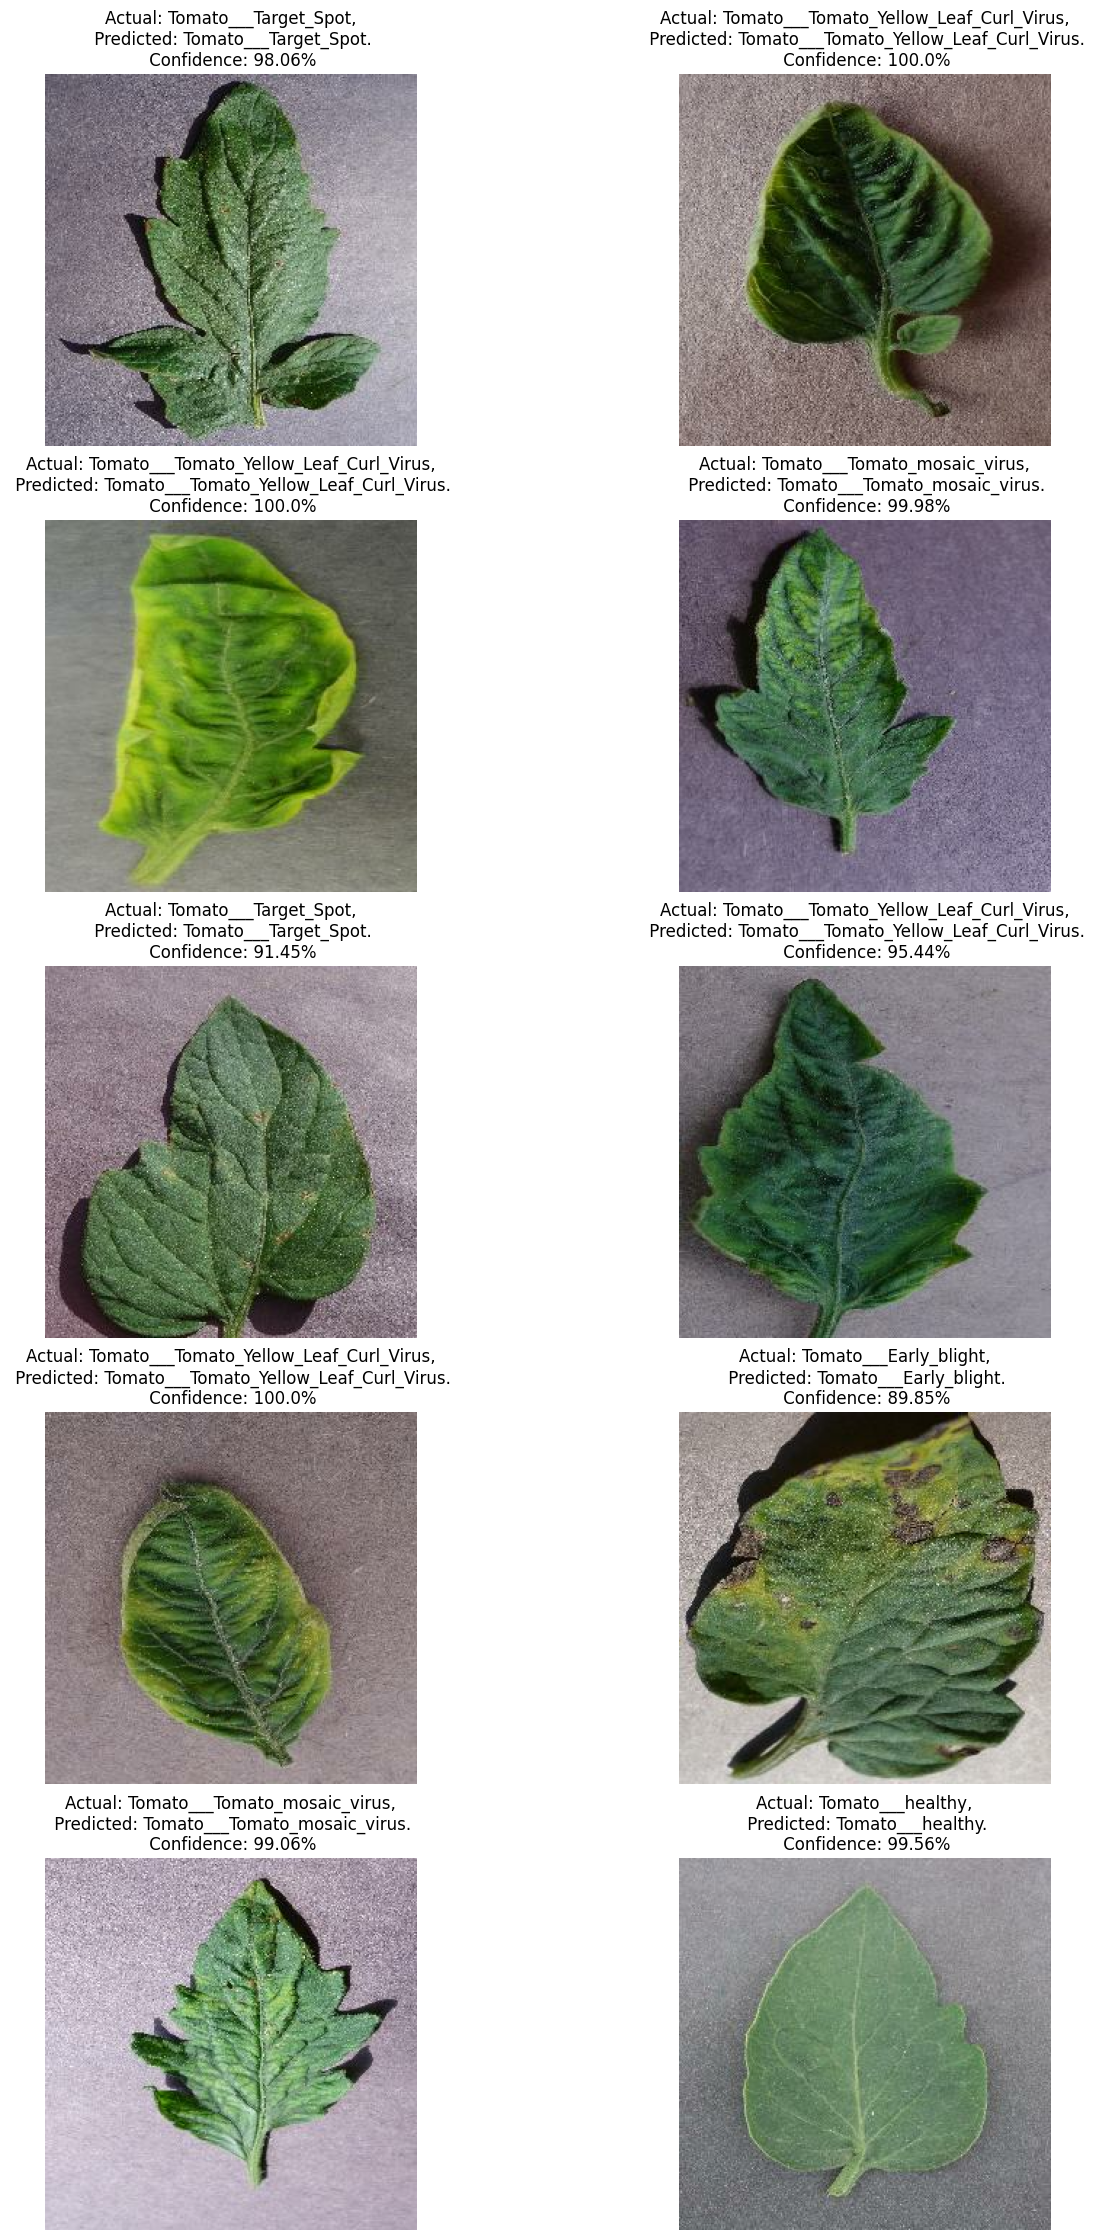 Actual: Tomato___Target_Spot,
Predicted: Tomato___Target_Spot.
Confidence: 98.06%
Actual: Tomato___Tomato_Yellow_Leaf_Curl_Virus,
Predicted: Tomato___Tomato_Yellow_Leaf_Curl_Virus.
Confidence: 100.0%
Actual: Tomato___Tomato_Yellow_Leaf_Curl_Virus,
Predicted: Tomato___Tomato_Yellow_Leaf_Curl_Virus.
Confidence: 100.0%
Actual: Tomato___Tomato_mosaic_virus,
Predicted: Tomato___Tomato_mosaic_virus.
Confidence: 99.98%
Actual: Tomato___Target_Spot,
Predicted: Tomato___Target_Spot.
Confidence: 91.45%
Actual: Tomato___Tomato_Yellow_Leaf_Curl_Virus,
Predicted: Tomato___Tomato_Yellow_Leaf_Curl_Virus.
Confidence: 95.44%
Actual: Tomato___Tomato_Yellow_Leaf_Curl_Virus,
Predicted: Tomato___Tomato_Yellow_Leaf_Curl_Virus.
Confidence: 100.0%
Actual: Tomato___Early_blight,
Predicted: Tomato___Early_blight.
Confidence: 89.85%
Actual: Tomato___Tomato_mosaic_virus,
Predicted: Tomato___Tomato_mosaic_virus.
Confidence: 99.06%
Actual: Tomato___healthy,
Predicted: Tomato___healthy.
Confidence: 99.56%